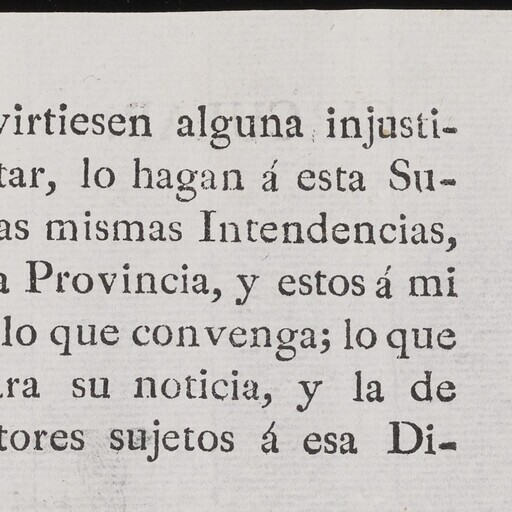 virtiesen alguna injusti-
tar, lo hagan á esta Su-
as mismas Intendencias,
a Provincia, y estos á mi
lo que convenga; lo que
ara su noticia, y la de
tores sujetos á esa Di-